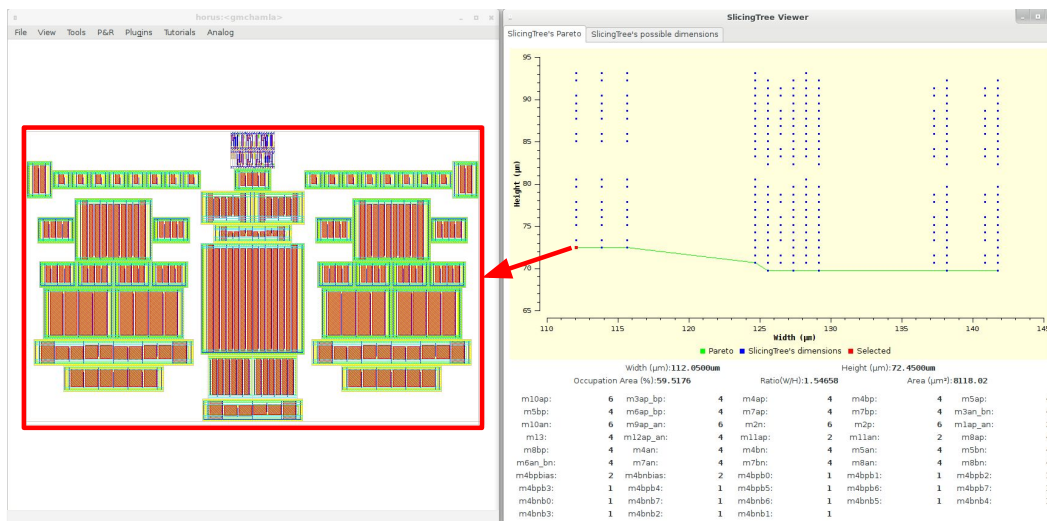 horus:<gmchamla>
File View Tools P&R Plugins Tutorials Analog
SlicingTree Viewer
SlicingTree's Pareto SlicingTree's possible dimensions
95
90
85
80
75
70
65
Height (µm)
110 115 120 125 130 135 140 145
Width (µm)
Pareto SlicingTree's dimensions Selected
Width (µm):112.0500um Height (µm):72.4500um
Occupation Area (%):59.5176 Ratio(W/H):1.54658 Area (µm²):8118.02
m10ap: 6 m3ap_bp: 4 m4ap: 4 m4bp: 4 m5ap:
m5bp: 4 m6ap_bp: 4 m7ap: 4 m7bp: 4 m3an_bn:
m10an: 6 m9ap_an: 6 m2n: 6 m2p: 6 m1ap_an:
m13: 4 m12ap_an: 4 m11ap: 2 m11an: 2 m8ap:
m8bp: 4 m4an: 4 m4bn: 4 m5an: 4 m5bn:
m6an_bn: 4 m7an: 4 m7bn: 4 m8an: 4 m8bn:
m4bpbias: 2 m4bnbias: 2 m4bpb0: 1 m4bpb1: 1 m4bpb2:
m4bpb3: 1 m4bpb4: 1 m4bpb5: 1 m4bpb6: 1 m4bpb7:
m4bnb0: 1 m4bnb7: 1 m4bnb6: 1 m4bnb5: 1 m4bnb4:
m4bnb3: 1 m4bnb2: 1 m4bnb1: 1